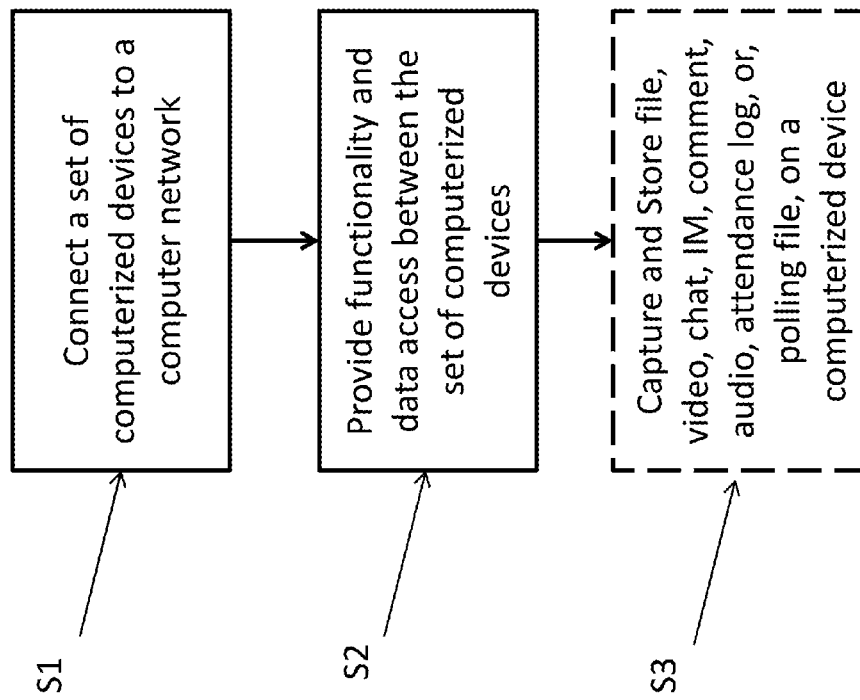 S1
Connect a set of
computerized devices to a
computer network
S2
Provide functionality and
data access between the
set of computerized
devices
S3
Capture and Store file,
video, chat, IM, comment,
audio, attendance log, or,
polling file, on a
computerized device